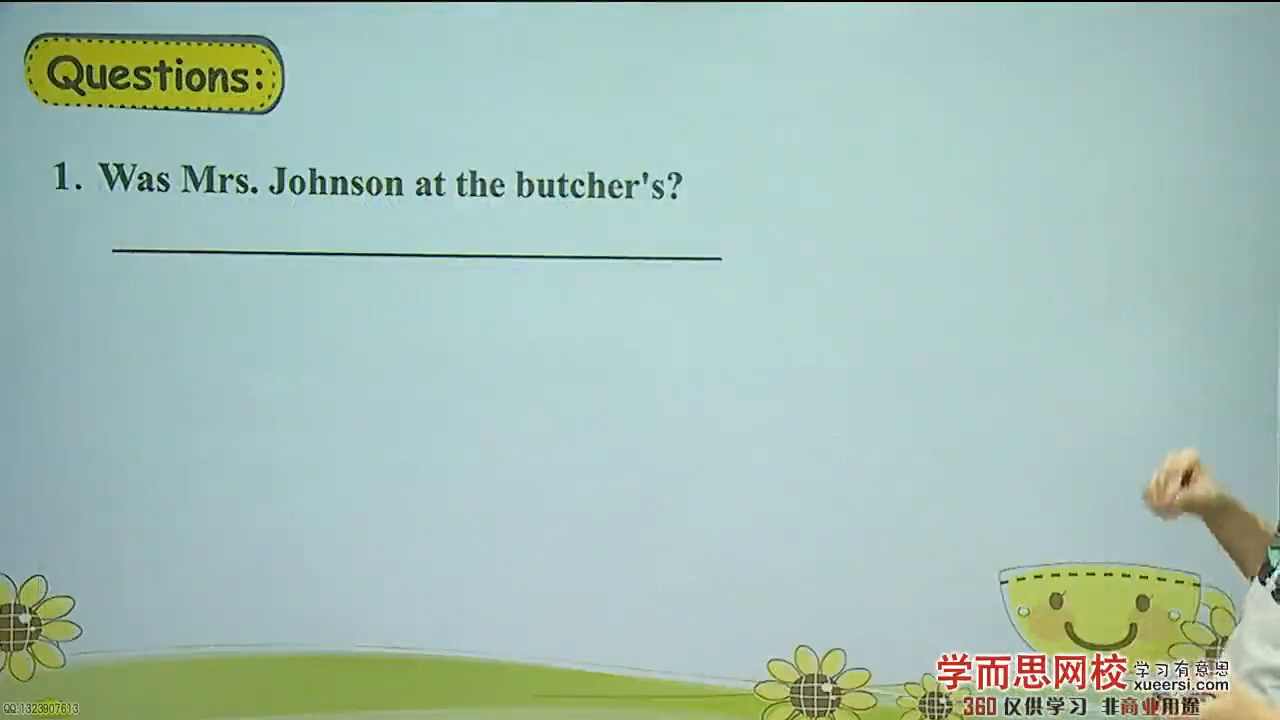 Questions:
1. Was Mrs. Johnson at the butcher's?
学而思网校 学习有意思
xueersi.com
360 仅供学习 非商业用途
QQ:1323907613